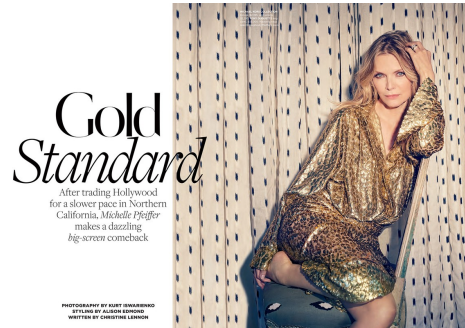 Gold
Standard
After trading Hollywood
for a slower pace in Northern
California, Michelle Pfeiffer
makes a dazzling
big-screen comeback
PHOTOGRAPHY BY KURT ISWARIENKO
STYLING BY ALISON EDMOND
WRITTEN BY CHRISTINE LENNON